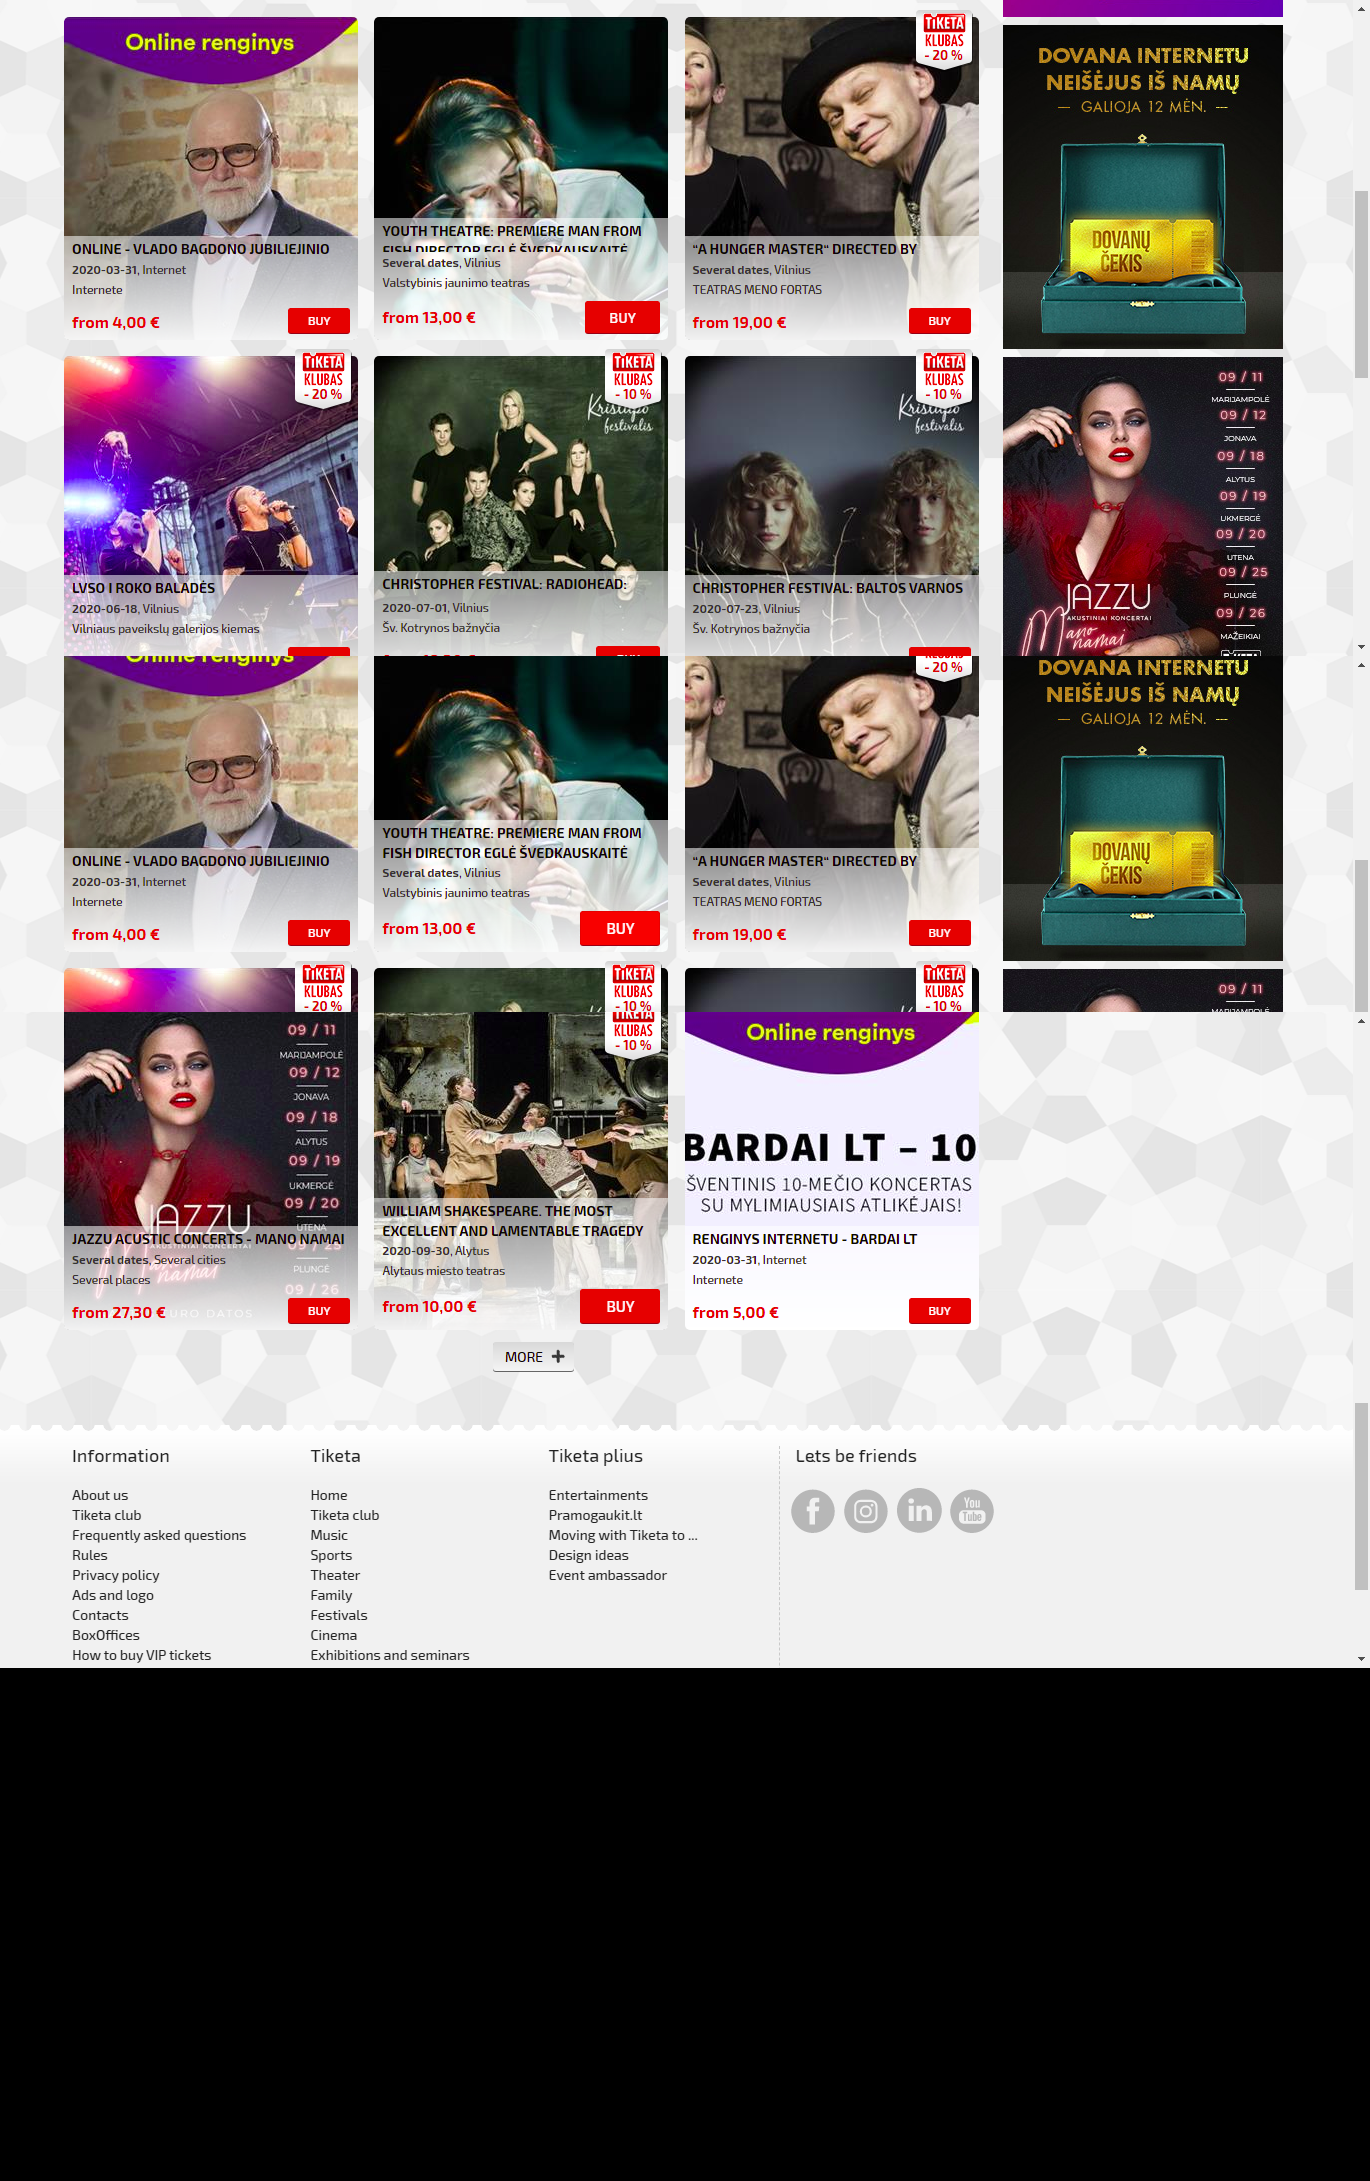 Online renginys
ONLINE - VLADO BAGDONO JUBILIEJINIO
2020-03-31, Internet
Internete
from 4,00 €
BUY
YOUTH THEATRE: PREMIERE MAN FROM
FISH DIRECTOR EGLĖ ŠVEDKAUSKAITĖ
Several dates, Vilnius
Valstybinis jaunimo teatras
from 13,00 €
BUY
TiKETA
KLUBAS
- 20 %
“A HUNGER MASTER“ DIRECTED BY
Several dates, Vilnius
TEATRAS MENO FORTAS
from 19,00 €
BUY
DOVANA INTERNETU
NEIŠĖJUS IŠ NAMŲ
— GALIOJA 12 MĖN. —
DOVANŲ
ČEKIS
TiKETA
KLUBAS
- 20 %
LVSO I ROKO BALADĖS
2020-06-18, Vilnius
Vilniaus paveikslų galerijos kiemas
TiKETA
KLUBAS
- 10 %
Kristupo
festivalis
CHRISTOPHER FESTIVAL: RADIOHEAD:
2020-07-01, Vilnius
Šv. Kotrynos bažnyčia
BUY
TiKETA
KLUBAS
- 10 %
Kristupo
festivalis
CHRISTOPHER FESTIVAL: BALTOS VARNOS
2020-07-23, Vilnius
Šv. Kotrynos bažnyčia
09 / 11
MARIJAMPOLĖ
09 / 12
JONAVA
09 / 18
ALYTUS
09 / 19
UKMERGĖ
09 / 20
UTENA
09 / 25
PLUNGĖ
09 / 26
MAŽEIKIAI
JAZZU
AKUSTINIAI KONCERTAI
Mano
namai
Online renginys
ONLINE - VLADO BAGDONO JUBILIEJINIO
2020-03-31, Internet
Internete
from 4,00 €
BUY
YOUTH THEATRE: PREMIERE MAN FROM
FISH DIRECTOR EGLĖ ŠVEDKAUSKAITĖ
Several dates, Vilnius
Valstybinis jaunimo teatras
from 13,00 €
BUY
KLUBAS
- 20 %
“A HUNGER MASTER“ DIRECTED BY
Several dates, Vilnius
TEATRAS MENO FORTAS
from 19,00 €
BUY
DOVANA INTERNETU
NEIŠĖJUS IŠ NAMŲ
— GALIOJA 12 MĖN. —
DOVANŲ
ČEKIS
TiKETA
KLUBAS
- 20 %
TiKETA
KLUBAS
- 10 %
TiKETA
KLUBAS
- 10 %
09 / 11
MARIJAMPOLĖ
09 / 11
MARIJAMPOLĖ
09 / 12
JONAVA
09 / 18
ALYTUS
09 / 19
UKMERGĖ
09 / 20
UTENA
09 / 25
PLUNGĖ
09 / 26
JAZZU
AKUSTINIAI KONCERTAI
namai
EURO DATOS
JAZZU ACUSTIC CONCERTS - MANO NAMAI
Several dates, Several cities
Several places
from 27,30 €
BUY
TiKETA
KLUBAS
- 10 %
WILLIAM SHAKESPEARE. THE MOST
EXCELLENT AND LAMENTABLE TRAGEDY
2020-09-30, Alytus
Alytaus miesto teatras
from 10,00 €
BUY
Online renginys
BARDAI LT – 10
ŠVENTINIS 10-MEČIO KONCERTAS
SU MYLIMIAUSIAIS ATLIKĖJAIS!
RENGINYS INTERNETU - BARDAI LT
2020-03-31, Internet
Internete
from 5,00 €
BUY
MORE
Information
About us
Tiketa club
Frequently asked questions
Rules
Privacy policy
Ads and logo
Contacts
BoxOffices
How to buy VIP tickets
Tiketa
Home
Tiketa club
Music
Sports
Theater
Family
Festivals
Cinema
Exhibitions and seminars
Tiketa plius
Entertainments
Pramogaukit.lt
Moving with Tiketa to ...
Design ideas
Event ambassador
Lets be friends
f
in
You
Tube